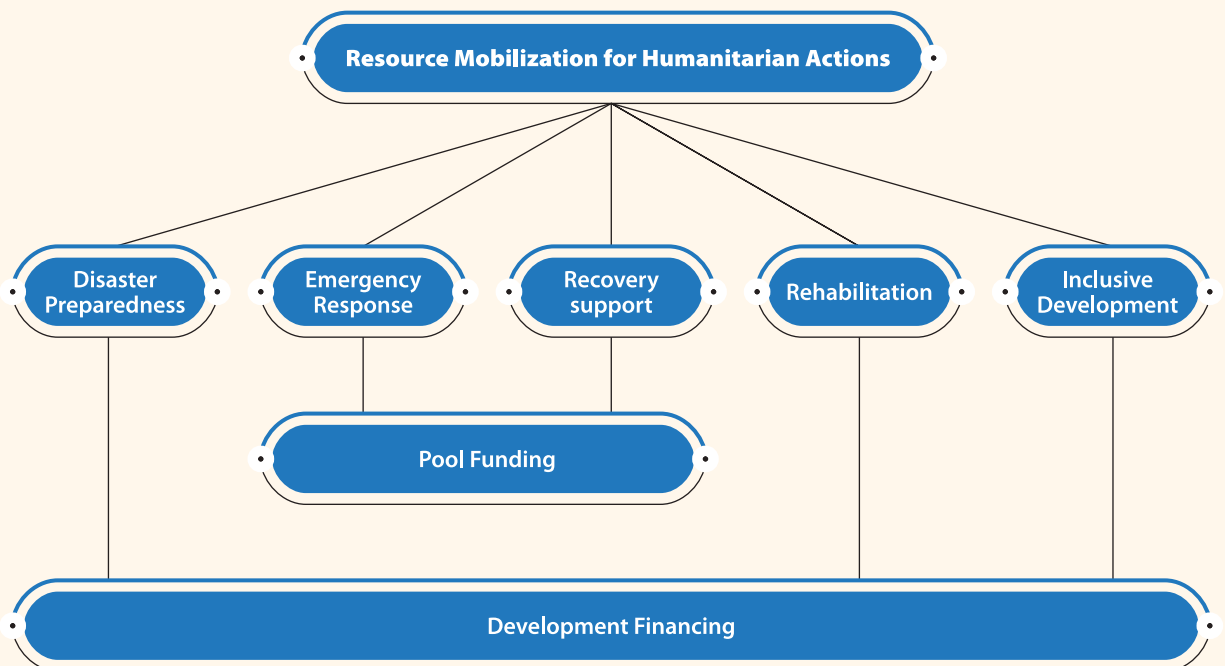 Resource Mobilization for Humanitarian Actions
Disaster
Preparedness
Emergency
Response
Recovery
support
Rehabilitation
Inclusive
Development
Pool Funding
Development Financing